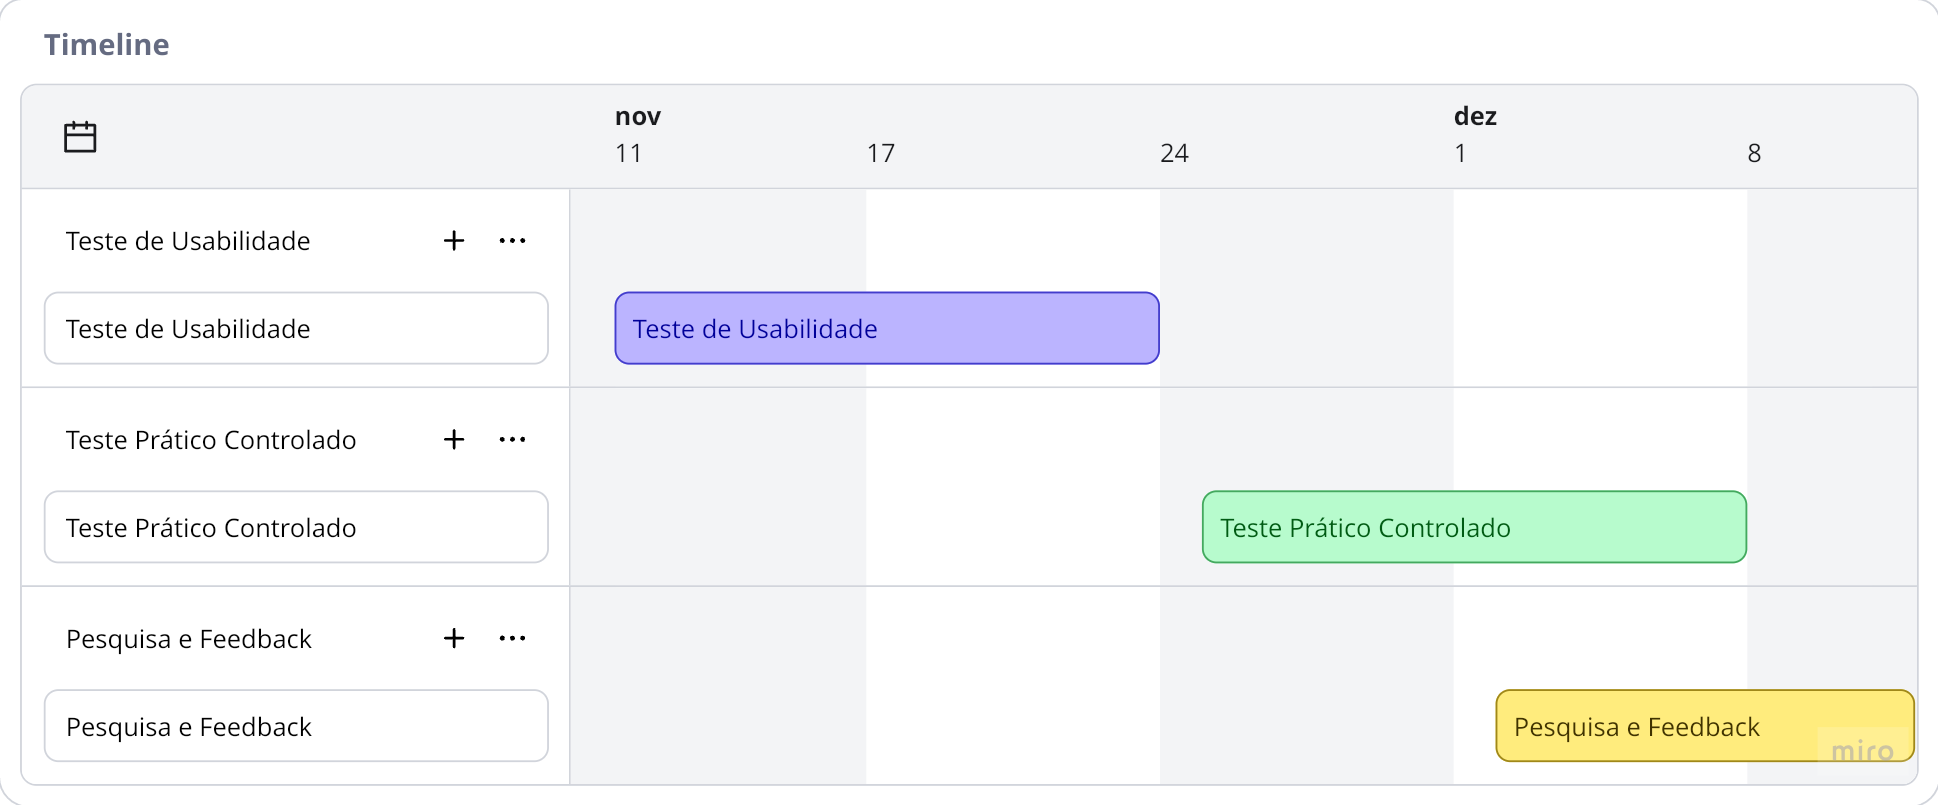 Timeline
nov
dez
11
17
24
1
8
Teste de Usabilidade
Teste de Usabilidade
Teste de Usabilidade
Teste Prático Controlado
Teste Prático Controlado
Teste Prático Controlado
Pesquisa e Feedback
Pesquisa e Feedback
Pesquisa e Feedback
miro